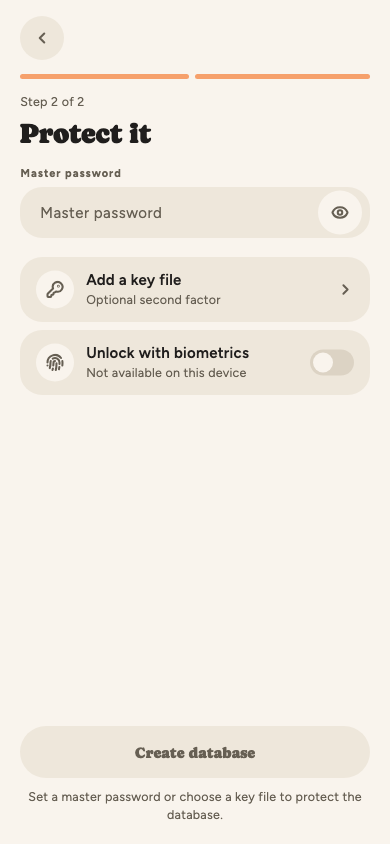 Step 2 of 2
Protect it
Master password
Master password
Add a key file
Optional second factor
Unlock with biometrics
Not available on this device
Create database
Set a master password or choose a key file to protect the
database.